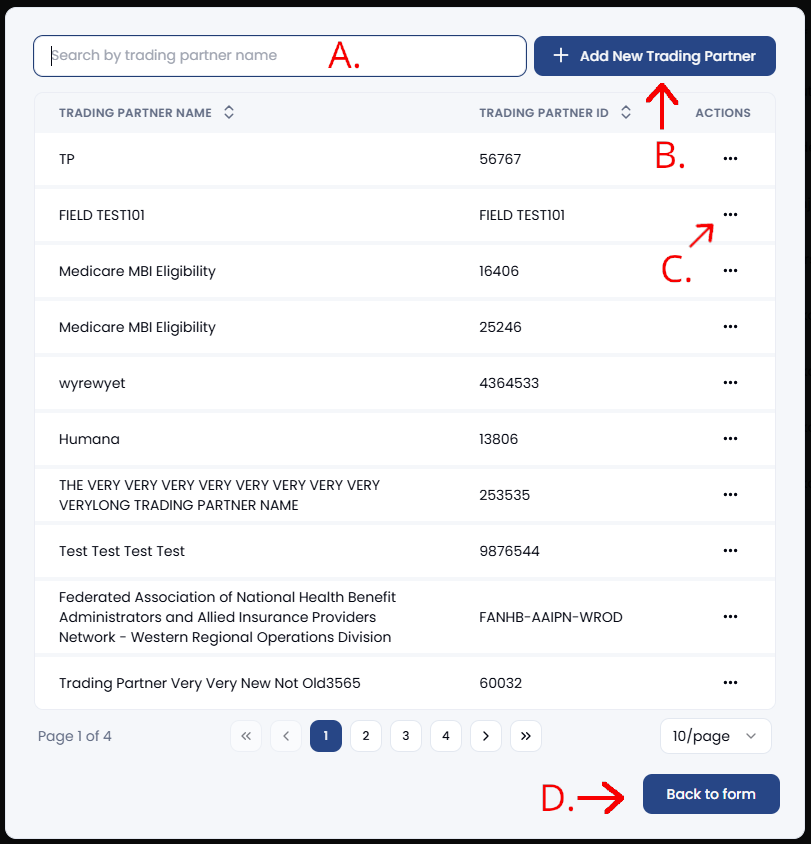 Search by trading partner name A.
+ Add New Trading Partner
TRADING PARTNER NAME TRADING PARTNER ID ACTIONS
B.
TP 56767 •••
FIELD TEST101 FIELD TEST101 •••
C.
Medicare MBI Eligibility 16406 •••
Medicare MBI Eligibility 25246 •••
wyrewyet 4364533 •••
Humana 13806 •••
THE VERY VERY VERY VERY VERY VERY VERY VERY
VERYLONG TRADING PARTNER NAME
253535 •••
Test Test Test Test 9876544 •••
Federated Association of National Health Benefit
Administrators and Allied Insurance Providers
Network - Western Regional Operations Division
FANHB-AAIPN-WROD •••
Trading Partner Very Very New Not Old3565 60032 •••
Page 1 of 4 « ‹ 1 2 3 4 › » 10/page
D. Back to form